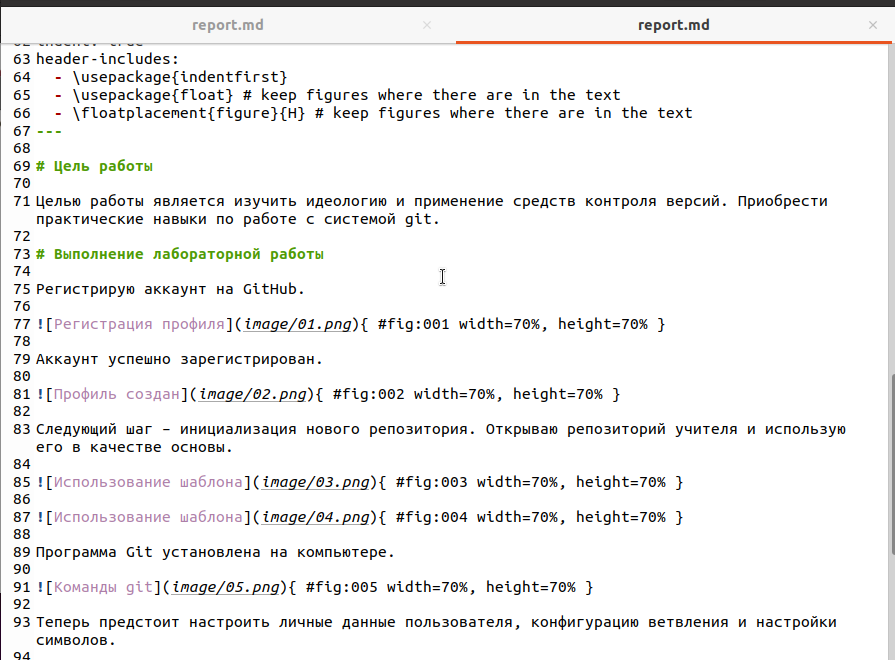 report.md × report.md ×
62 indent: true
63 header-includes:
64   - \usepackage{indentfirst}
65   - \usepackage{float} # keep figures where there are in the text
66   - \floatplacement{figure}{H} # keep figures where there are in the text
67 ---
68
69 # Цель работы
70
71 Целью работы является изучить идеологию и применение средств контроля версий. Приобрести
практические навыки по работе с системой git.
72
73 # Выполнение лабораторной работы
74
75 Регистрирую аккаунт на GitHub.
76
77 ![Регистрация профиля](image/01.png){ #fig:001 width=70%, height=70% }
78
79 Аккаунт успешно зарегистрирован.
80
81 ![Профиль создан](image/02.png){ #fig:002 width=70%, height=70% }
82
83 Следующий шаг – инициализация нового репозитория. Открываю репозиторий учителя и использую
его в качестве основы.
84
85 ![Использование шаблона](image/03.png){ #fig:003 width=70%, height=70% }
86
87 ![Использование шаблона](image/04.png){ #fig:004 width=70%, height=70% }
88
89 Программа Git установлена на компьютере.
90
91 ![Команды git](image/05.png){ #fig:005 width=70%, height=70% }
92
93 Теперь предстоит настроить личные данные пользователя, конфигурацию ветвления и настройки
символов.
94